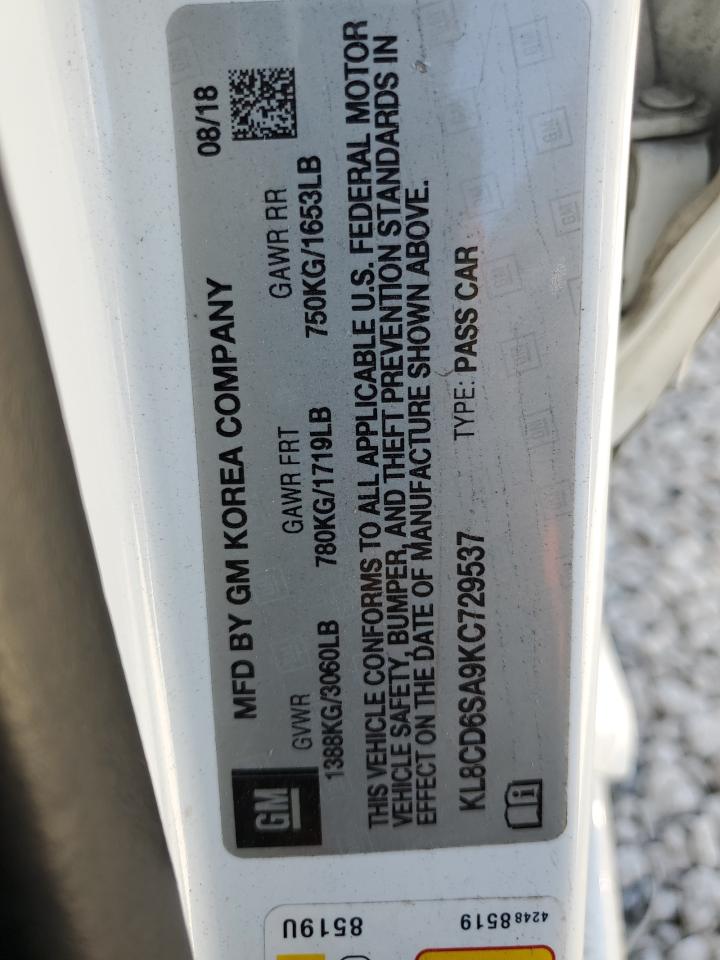 GM
MFD BY GM KOREA COMPANY
08/18
GVWR
GAWR FRT
GAWR RR
1388KG/3060LB
780KG/1719LB
750KG/1653LB
THIS VEHICLE CONFORMS TO ALL APPLICABLE U.S. FEDERAL MOTOR
VEHICLE SAFETY, BUMPER, AND THEFT PREVENTION STANDARDS IN
EFFECT ON THE DATE OF MANUFACTURE SHOWN ABOVE.
KL8CD6SA9KC729537
TYPE: PASS CAR
8519U
42488519